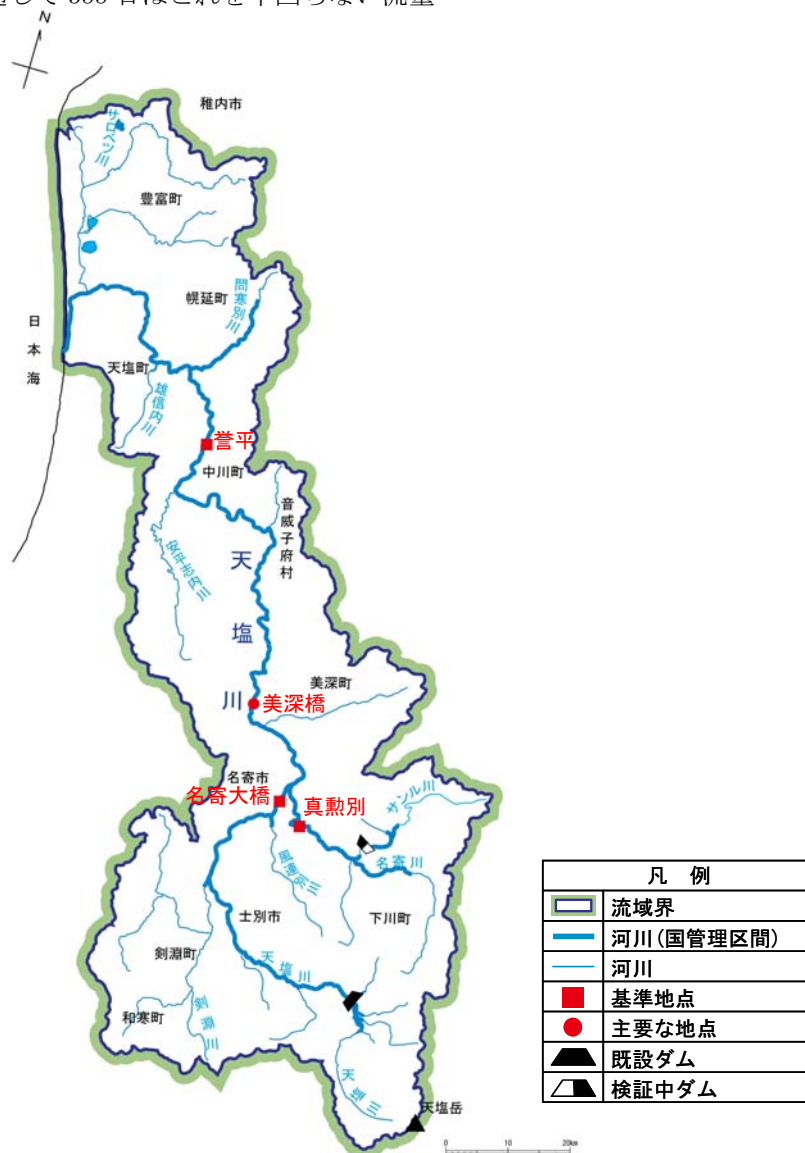 N
稚内市
サロベツ川
豊富町
幌延町
問寒別川
日本海
天塩町
雄信内川
誉平
中川町
音威子府村
安平志内川
天塩川
美深町
美深橋
名寄市
名寄大橋
真勲別
サンル川
名寄川
風連別川
士別市
下川町
剣淵町
天塩川
和寒町
剣淵川
天塩川
天塩岳
0 10 20km
凡 例
流域界
河川(国管理区間)
河川
基準地点
主要な地点
既設ダム
検証中ダム